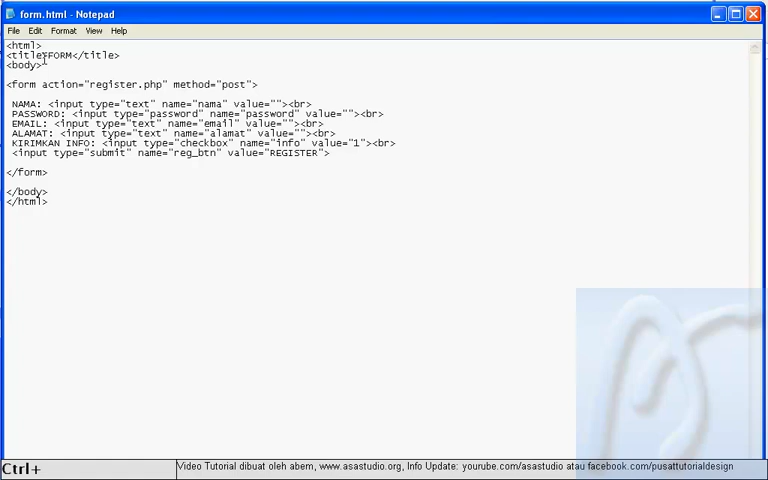 form.html - Notepad
File Edit Format View Help
<html>
<title>FORM</title>
<body>
<form action="register.php" method="post">
NAMA: <input type="text" name="nama" value=""><br>
PASSWORD: <input type="password" name="password" value=""><br>
EMAIL: <input type="text" name="email" value=""><br>
ALAMAT: <input type="text" name="alamat" value=""><br>
KIRIMKAN INFO: <input type="checkbox" name="info" value="1"><br>
<input type="submit" name="reg_btn" value="REGISTER">
</form>
</body>
</html>
Ctrl+
Video Tutorial dibuat oleh abem, www.asastudio.org, Info Update: yourube.com/asastudio atau facebook.com/pusattutorialdesign